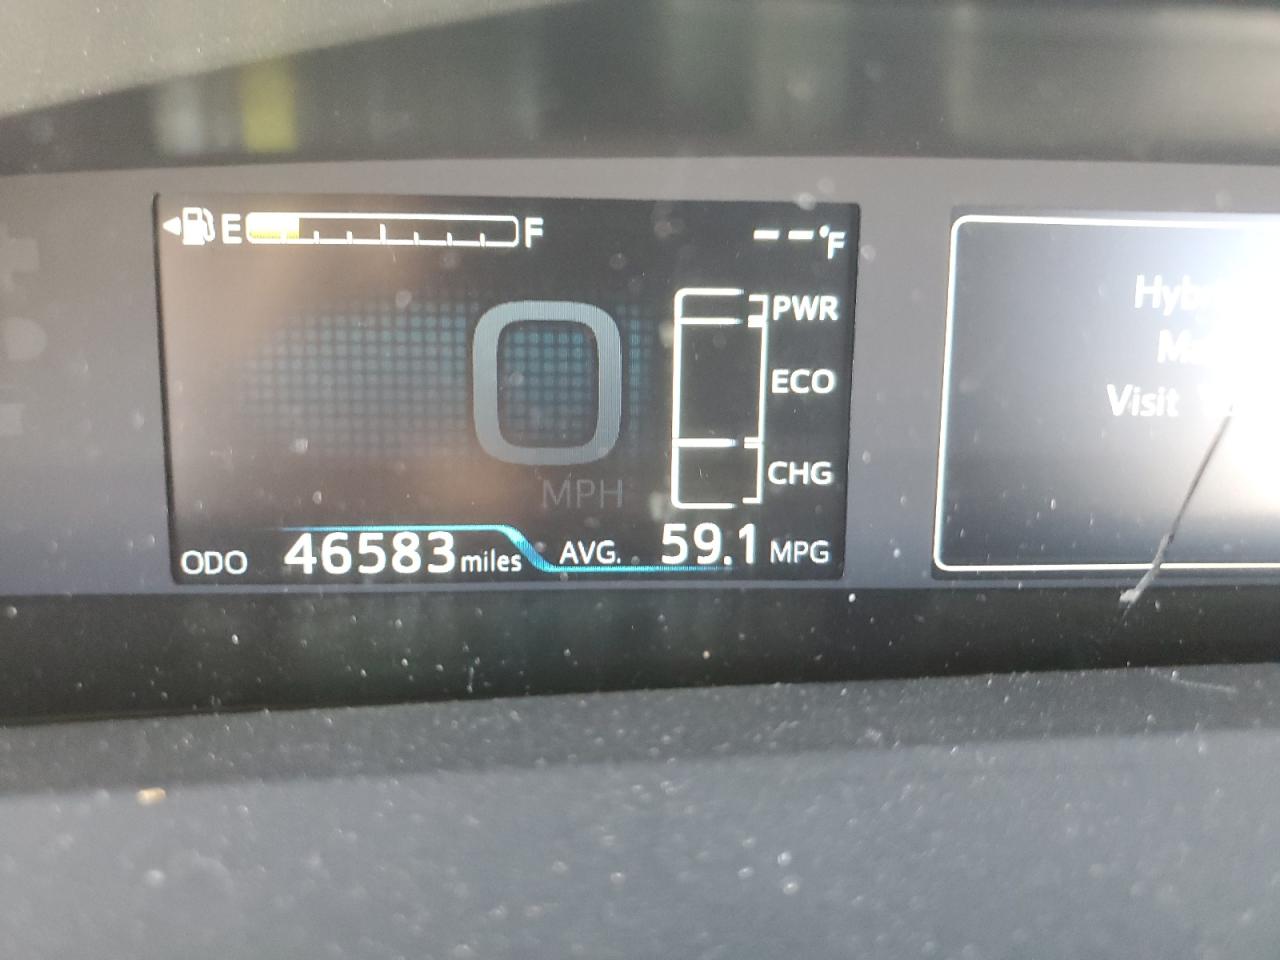 E F
--°F
PWR
0
ECO
CHG
MPH
ODO 46583 miles AVG. 59.1 MPG
Visit